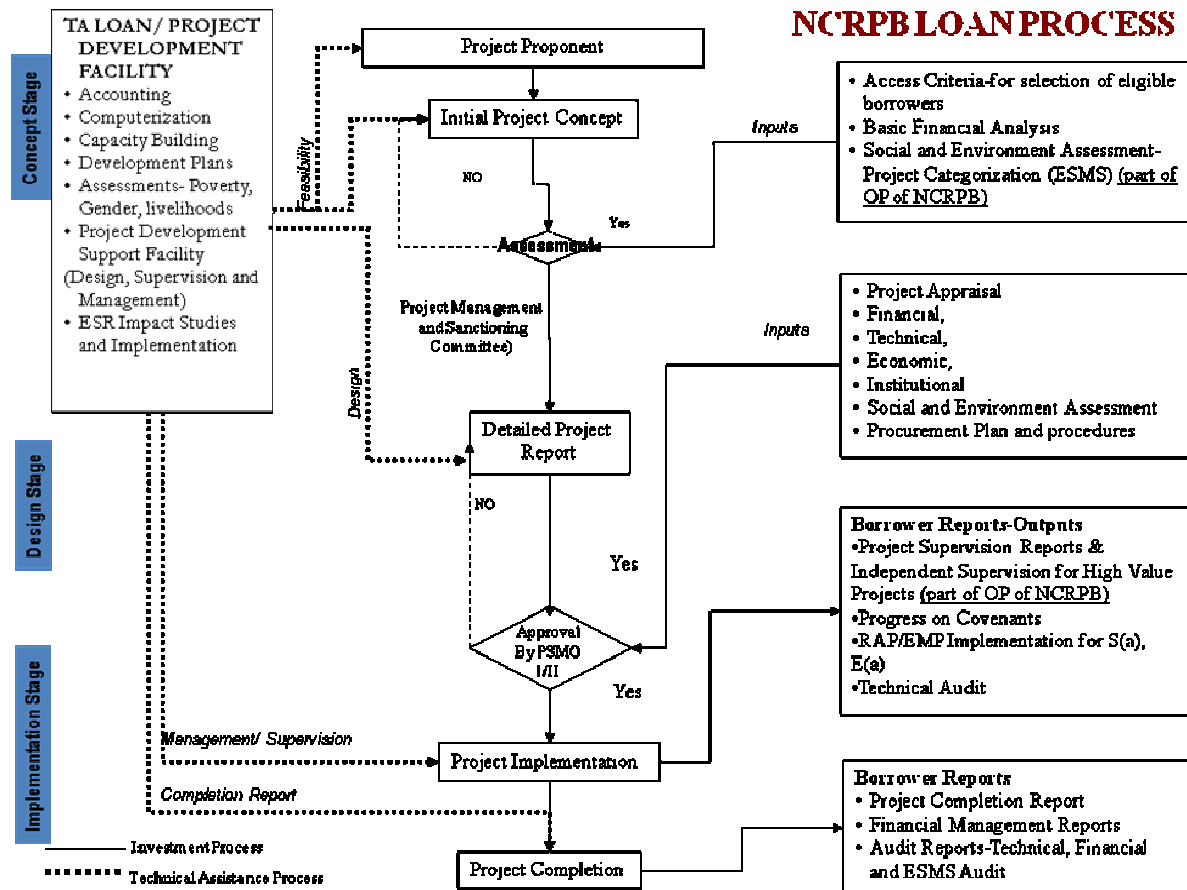 NCRPB LOAN PROCESS
TA LOAN/ PROJECT
DEVELOPMENT
FACILITY
• Accounting
• Computerization
• Capacity Building
• Development Plans
• Assessments- Poverty,
Gender, livelihoods
• Project Development
Support Facility
(Design, Supervision and
Management)
• ESR Impact Studies
and Implementation
Concept Stage
Design Stage
Implementation Stage
Project Proponent
Initial Project Concept
Feasibility
NO
Yes
Assessment
Inputs
• Access Criteria-for selection of eligible
borrowers
• Basic Financial Analysis
• Social and Environment Assessment-
Project Categorization (ESMS) (part of
OP of NCRPB)
Project Management
and Sanctioning
Committee)
Inputs
• Project Appraisal
• Financial,
• Technical,
• Economic,
• Institutional
• Social and Environment Assessment
• Procurement Plan and procedures
Design
Detailed Project
Report
NO
Yes
Approval
By PSMG
I/II
Yes
Borrower Reports-Outputs
•Project Supervision Reports &
Independent Supervision for High Value
Projects (part of OP of NCRPB)
•Progress on Covenants
•RAP/EMP Implementation for S(a),
E(a)
•Technical Audit
Management/ Supervision
Project Implementation
Completion Report
Project Completion
Borrower Reports
• Project Completion Report
• Financial Management Reports
• Audit Reports-Technical, Financial
and ESMS Audit
Investment Process
Technical Assistance Process